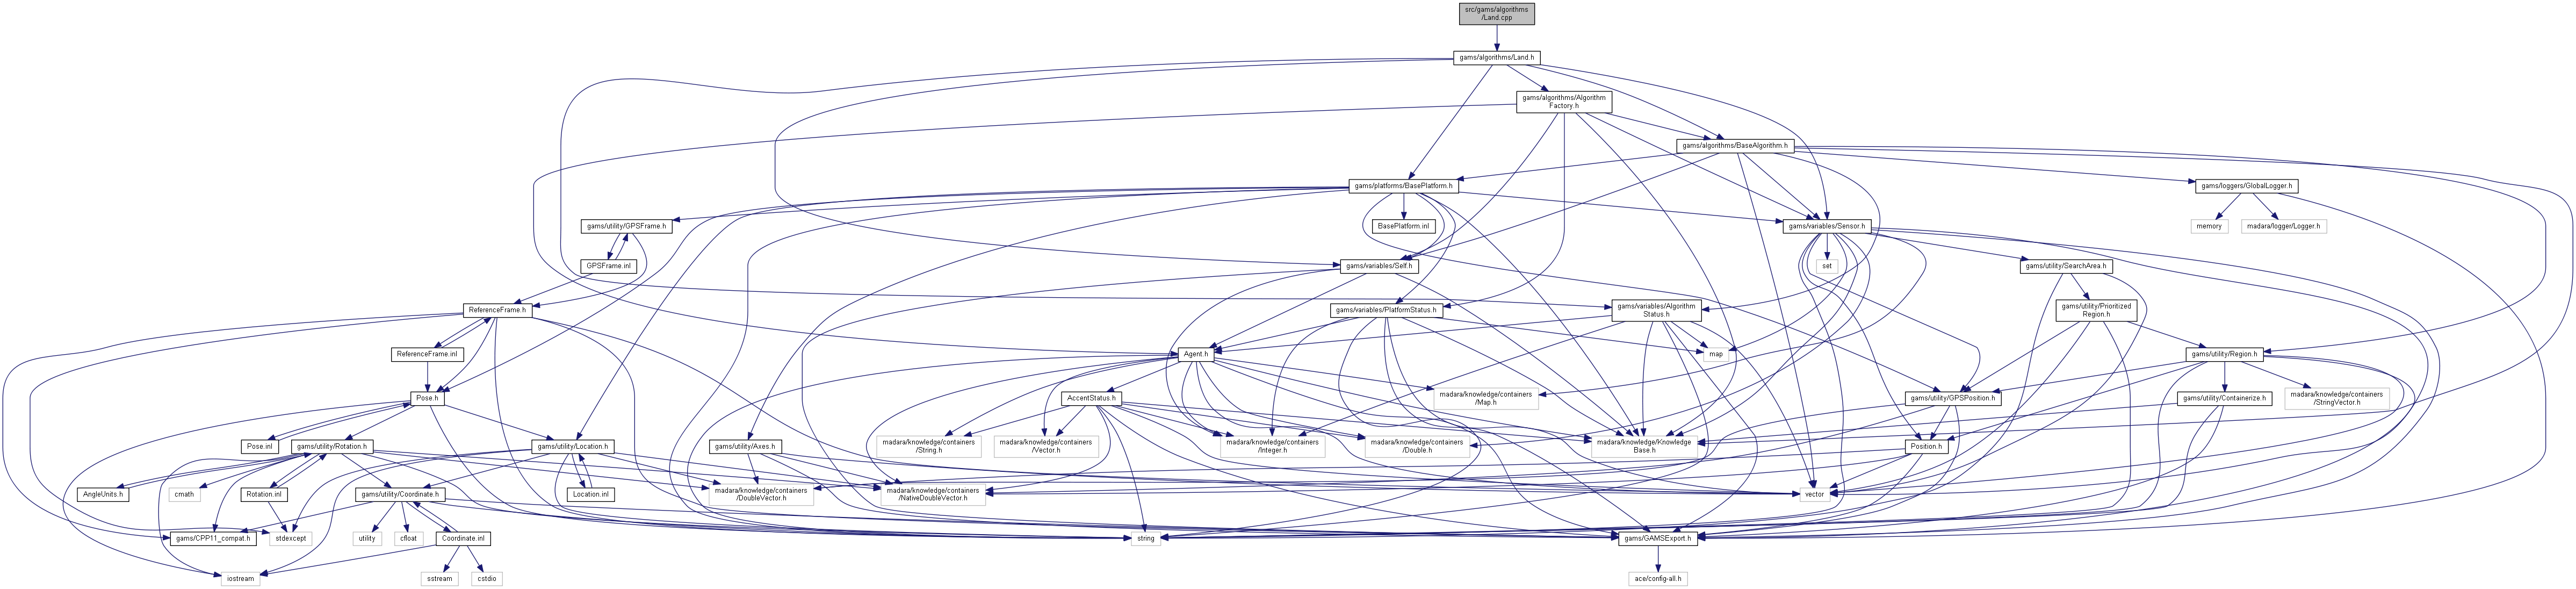 src/gams/algorithms
/Land.cpp
gams/algorithms/Land.h
gams/algorithms/Algorithm
Factory.h
gams/algorithms/BaseAlgorithm.h
gams/platforms/BasePlatform.h
gams/loggers/GlobalLogger.h
gams/utility/GPSFrame.h
BasePlatform.inl
gams/variables/Sensor.h
memory
madara/logger/Logger.h
GPSFrame.inl
gams/variables/Self.h
set
gams/utility/SearchArea.h
ReferenceFrame.h
gams/variables/PlatformStatus.h
gams/variables/Algorithm
Status.h
gams/utility/Prioritized
Region.h
ReferenceFrame.inl
Agent.h
map
gams/utility/Region.h
Pose.h
AccentStatus.h
madara/knowledge/containers
/Map.h
gams/utility/GPSPosition.h
gams/utility/Containerize.h
madara/knowledge/containers
/StringVector.h
Pose.inl
gams/utility/Rotation.h
gams/utility/Location.h
gams/utility/Axes.h
madara/knowledge/containers
/String.h
madara/knowledge/containers
/Vector.h
madara/knowledge/containers
/Integer.h
madara/knowledge/containers
/Double.h
madara/knowledge/Knowledge
Base.h
Position.h
AngleUnits.h
cmath
Rotation.inl
gams/utility/Coordinate.h
Location.inl
madara/knowledge/containers
/DoubleVector.h
madara/knowledge/containers
/NativeDoubleVector.h
vector
gams/CPP11_compat.h
stdexcept
utility
cfloat
Coordinate.inl
string
gams/GAMSExport.h
iostream
sstream
cstdio
ace/config-all.h